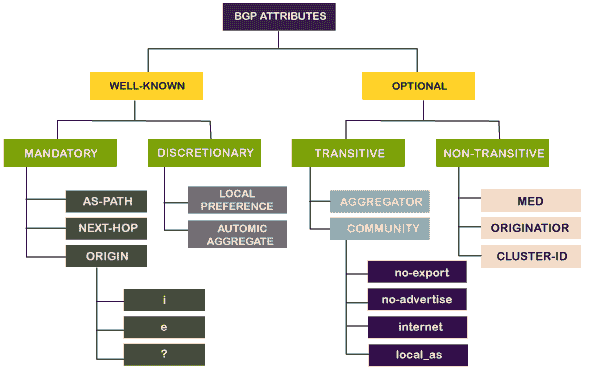 BGP ATTRIBUTES
WELL-KNOWN
OPTIONAL
MANDATORY
DISCRETIONARY
TRANSITIVE
NON-TRANSITIVE
AS-PATH
NEXT-HOP
ORIGIN
i
e
?
LOCAL
PREFERENCE
AUTOMIC
AGGREGATE
AGGREGATOR
COMMUNITY
no-export
no-advertise
internet
local_as
MED
ORIGINATIOR
CLUSTER-ID